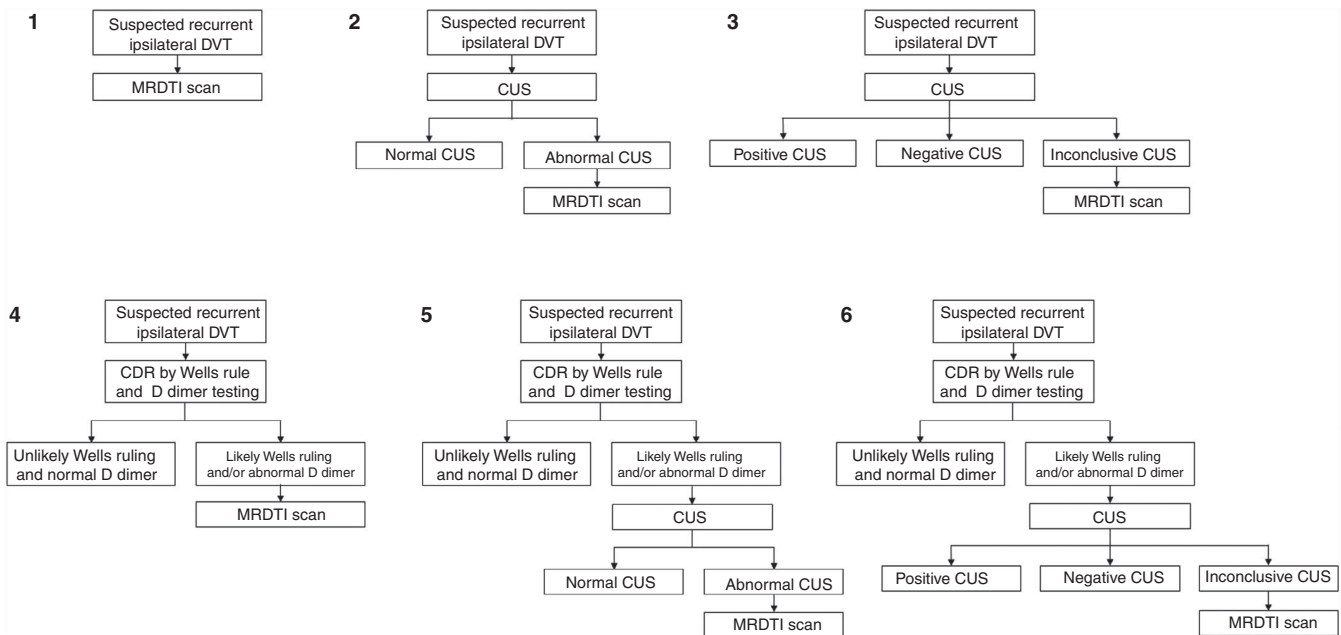 1
Suspected recurrent
ipsilateral DVT
MRDTI scan
2
Suspected recurrent
ipsilateral DVT
CUS
Normal CUS
Abnormal CUS
MRDTI scan
3
Suspected recurrent
ipsilateral DVT
CUS
Positive CUS
Negative CUS
Inconclusive CUS
MRDTI scan
4
Suspected recurrent
ipsilateral DVT
CDR by Wells rule
and D dimer testing
Unlikely Wells ruling
and normal D dimer
Likely Wells ruling
and/or abnormal D dimer
MRDTI scan
5
Suspected recurrent
ipsilateral DVT
CDR by Wells rule
and D dimer testing
Unlikely Wells ruling
and normal D dimer
Likely Wells ruling
and/or abnormal D dimer
CUS
Normal CUS
Abnormal CUS
MRDTI scan
6
Suspected recurrent
ipsilateral DVT
CDR by Wells rule
and D dimer testing
Unlikely Wells ruling
and normal D dimer
Likely Wells ruling
and/or abnormal D dimer
CUS
Positive CUS
Negative CUS
Inconclusive CUS
MRDTI scan